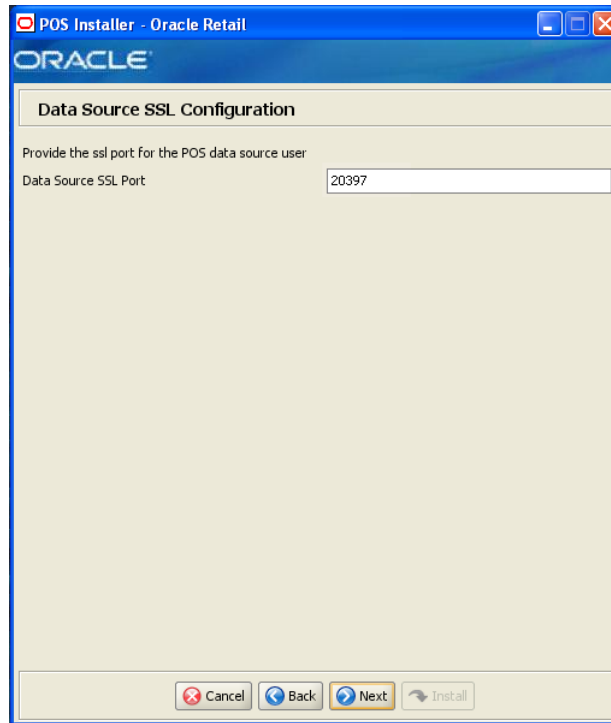 POS Installer - Oracle Retail
ORACLE
Data Source SSL Configuration
Provide the ssl port for the POS data source user
Data Source SSL Port 20397
Cancel Back Next Install